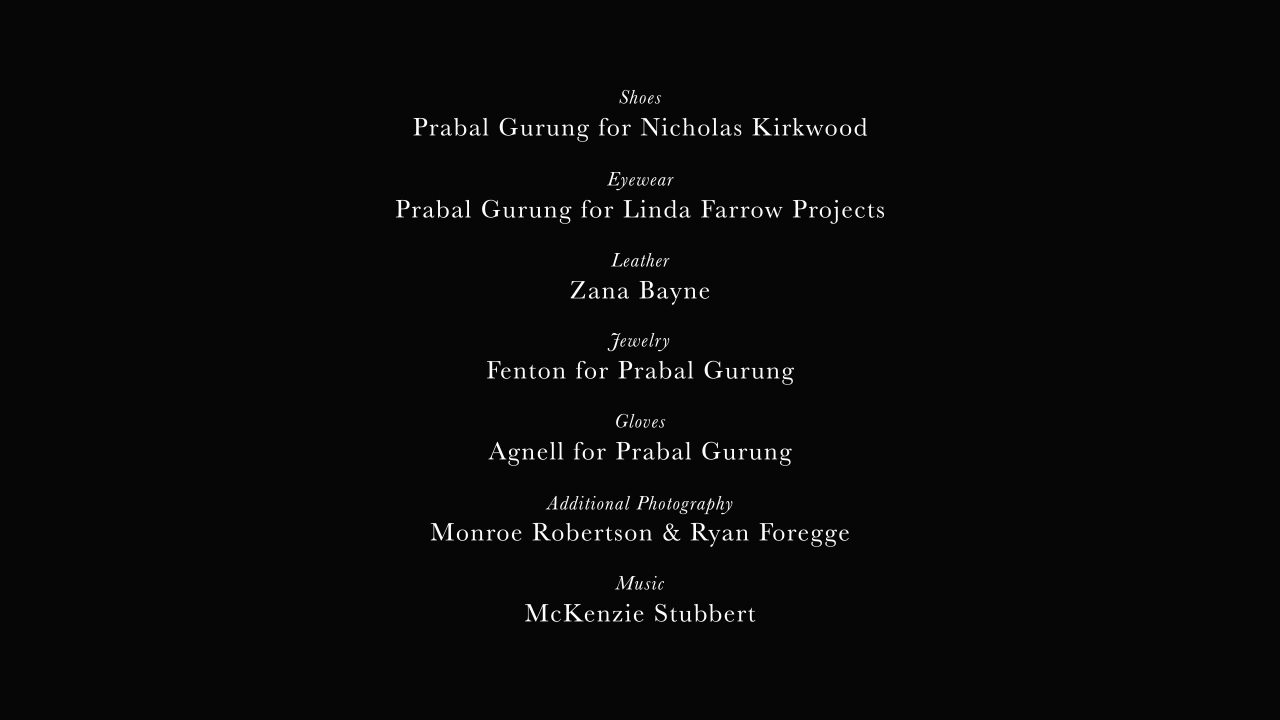 Shoes
Prabal Gurung for Nicholas Kirkwood
Eyewear
Prabal Gurung for Linda Farrow Projects
Leather
Zana Bayne
Jewelry
Fenton for Prabal Gurung
Gloves
Agnell for Prabal Gurung
Additional Photography
Monroe Robertson & Ryan Foregge
Music
McKenzie Stubbert